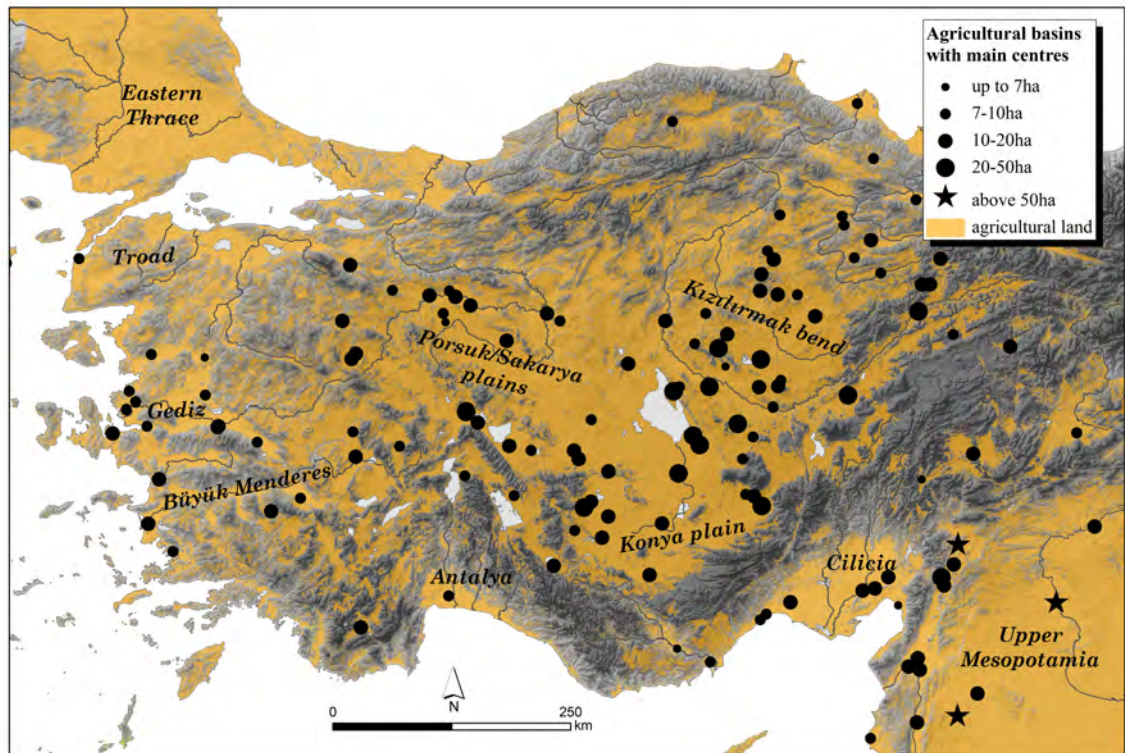 Agricultural basins
with main centres
up to 7ha
7-10ha
10-20ha
20-50ha
above 50ha
agricultural land
Eastern
Thrace
Troad
Kızılırmak bend
Porsuk/Sakarya
plains
Gediz
Büyük Menderes
Konya plain
Antalya
Cilicia
Upper
Mesopotamia
N
0 250
km